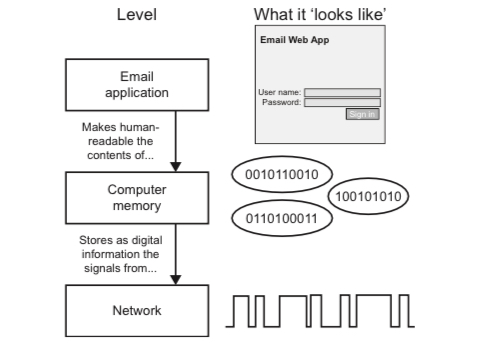 Level
What it ‘looks like’
Email Web App
User name:
Password:
Sign in
Email
application
Makes human-
readable the
contents of...
Computer
memory
0010110010
100101010
0110100011
Stores as digital
information the
signals from...
Network